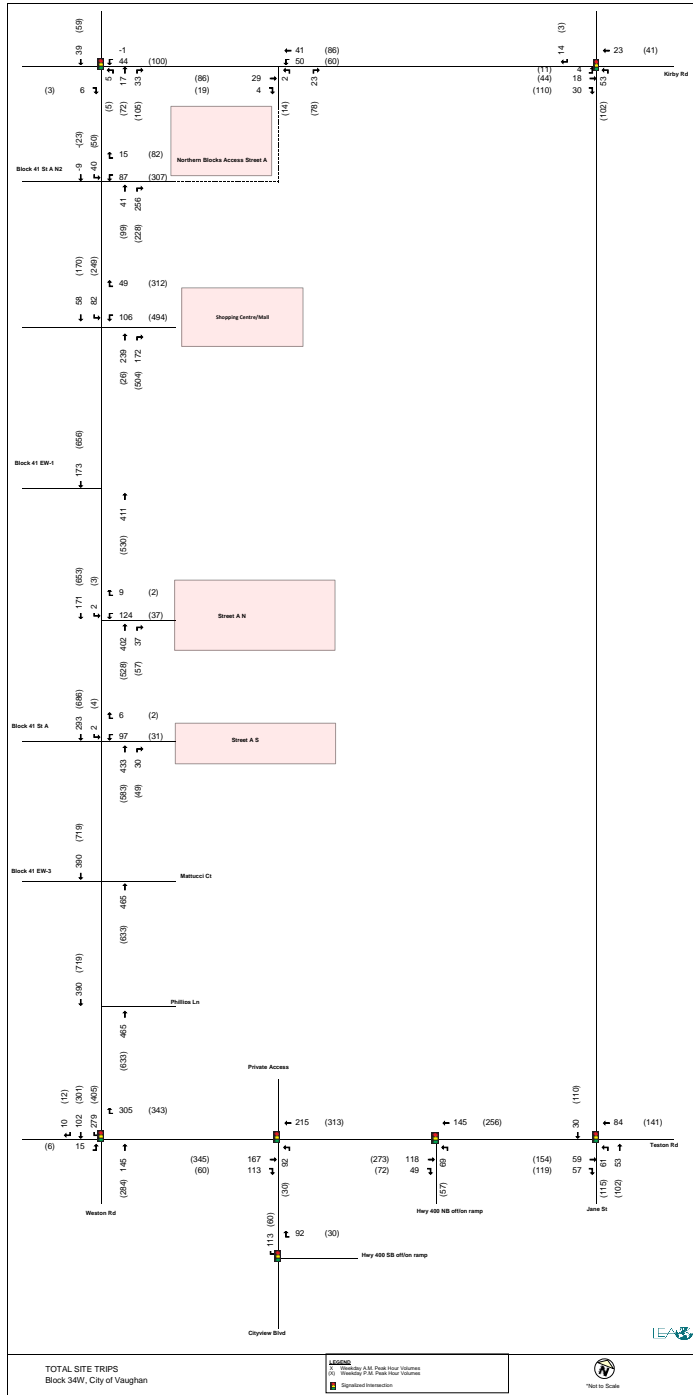 (59)
39
-1
44 (100)
5 17 33
(5) (72) (105)
(3) 6
41 (86)
50 (60)
(86) 29
(19) 4
2 23
(14) (78)
(3)
14
23 (41)
(11) 4
(44) 18
(110) 30
53
(102)
Kirby Rd
Northern Blocks Access Street A
-(23) (50)
-9 40
15 (82)
87 (307)
Block 41 St A N2
41 256
(99) (228)
(170) (249)
58 82
49 (312)
106 (494)
Shopping Centre/Mall
239 172
(26) (504)
(656)
173
Block 41 EW-1
411
(530)
(653) (3)
171 2
9 (2)
124 (37)
Street A N
402 37
(528) (57)
(686) (4)
293 2
6 (2)
97 (31)
Block 41 St A
Street A S
433 30
(583) (49)
(719)
390
Block 41 EW-3
Mattucci Ct
465
(633)
(719)
390
Phillios Ln
465
(633)
Private Access
(12) (301) (405)
10 102 279
305 (343)
(6) 15
145
(284)
Weston Rd
215 (313)
(345) 167
(60) 113
92
(30)
145 (256)
(273) 118
(72) 49
69
(57)
Hwy 400 NB off/on ramp
(110)
30
84 (141)
Teston Rd
(154) 59
(119) 57
61 53
(115) (102)
Jane St
(60)
113
92 (30)
Hwy 400 SB off/on ramp
Cityview Blvd
LEA
TOTAL SITE TRIPS
Block 34W, City of Vaughan
LEGEND
X Weekday A.M. Peak Hour Volumes
(X) Weekday P.M. Peak Hour Volumes
Signalized Intersection
N
*Not to Scale